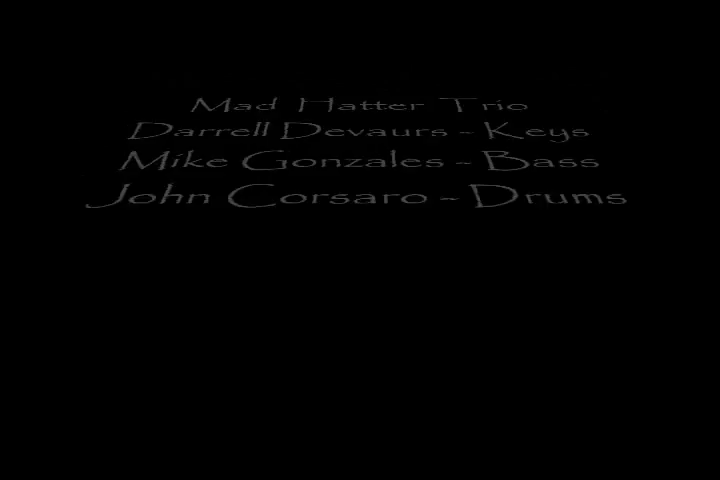 Mad Hatter Trio
Darrell Devaurs ~ Keys
Mike Gonzales ~ Bass
John Corsaro ~ Drums